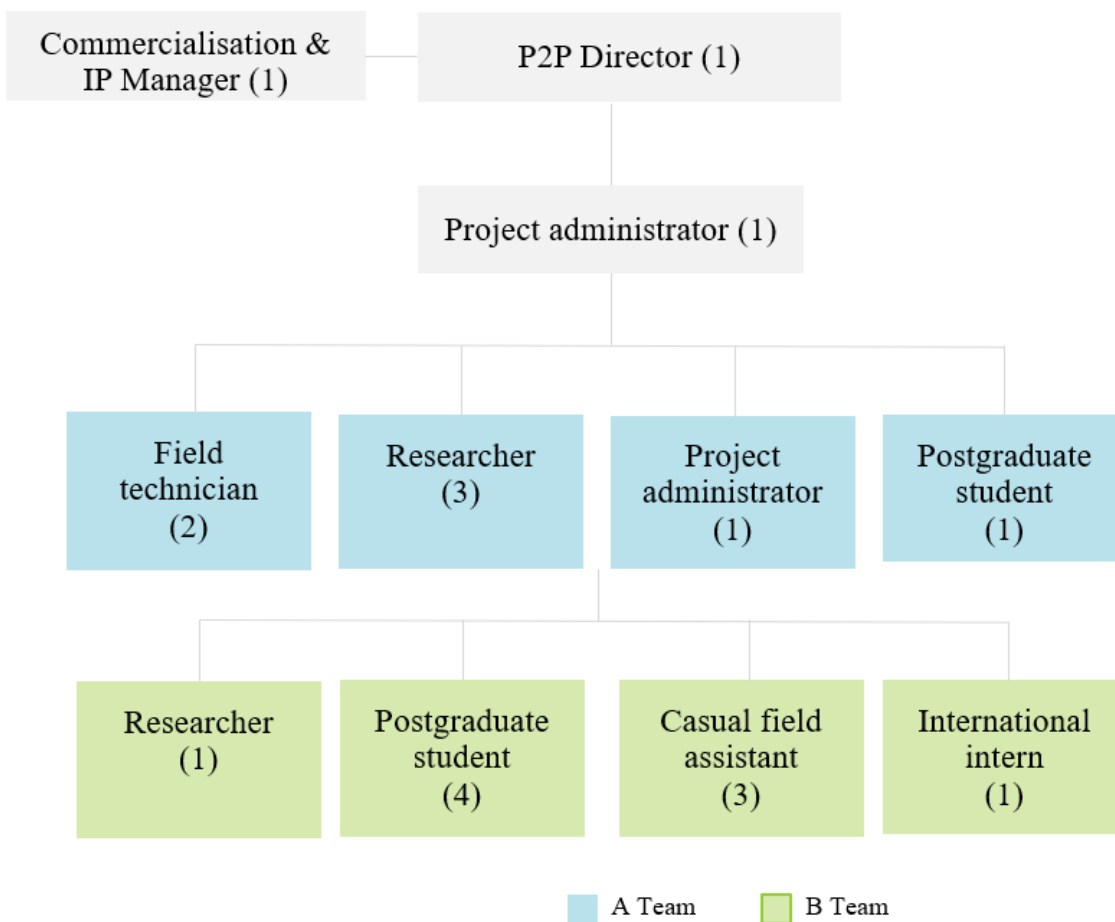 Commercialisation &
IP Manager (1)
P2P Director (1)
Project administrator (1)
Field
technician
(2)
Researcher
(3)
Project
administrator
(1)
Postgraduate
student
(1)
Researcher
(1)
Postgraduate
student
(4)
Casual field
assistant
(3)
International
intern
(1)
A Team
B Team